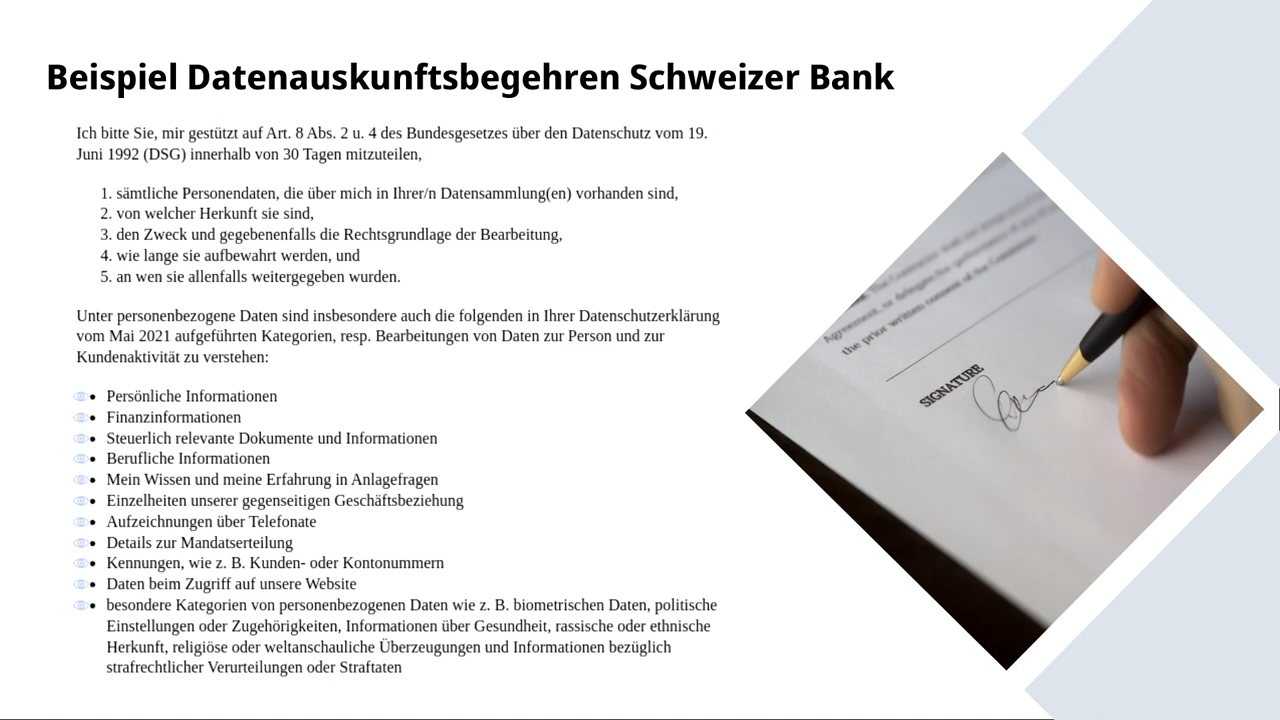 Beispiel Datenauskunftsbegehren Schweizer Bank
Ich bitte Sie, mir gestützt auf Art. 8 Abs. 2 u. 4 des Bundesgesetzes über den Datenschutz vom 19.
Juni 1992 (DSG) innerhalb von 30 Tagen mitzuteilen,
1. sämtliche Personendaten, die über mich in Ihrer/n Datensammlung(en) vorhanden sind,
2. von welcher Herkunft sie sind,
3. den Zweck und gegebenenfalls die Rechtsgrundlage der Bearbeitung,
4. wie lange sie aufbewahrt werden, und
5. an wen sie allenfalls weitergegeben wurden.
Unter personenbezogene Daten sind insbesondere auch die folgenden in Ihrer Datenschutzerklärung
vom Mai 2021 aufgeführten Kategorien, resp. Bearbeitungen von Daten zur Person und zur
Kundenaktivität zu verstehen:
• Persönliche Informationen
• Finanzinformationen
• Steuerlich relevante Dokumente und Informationen
• Berufliche Informationen
• Mein Wissen und meine Erfahrung in Anlagefragen
• Einzelheiten unserer gegenseitigen Geschäftsbeziehung
• Aufzeichnungen über Telefonate
• Details zur Mandatserteilung
• Kennungen, wie z. B. Kunden- oder Kontonummern
• Daten beim Zugriff auf unsere Website
• besondere Kategorien von personenbezogenen Daten wie z. B. biometrischen Daten, politische
Einstellungen oder Zugehörigkeiten, Informationen über Gesundheit, rassische oder ethnische
Herkunft, religiöse oder weltanschauliche Überzeugungen und Informationen bezüglich
strafrechtlicher Verurteilungen oder Straftaten
Agreement, or delegate the
the prior written consent of the
SIGNATURE